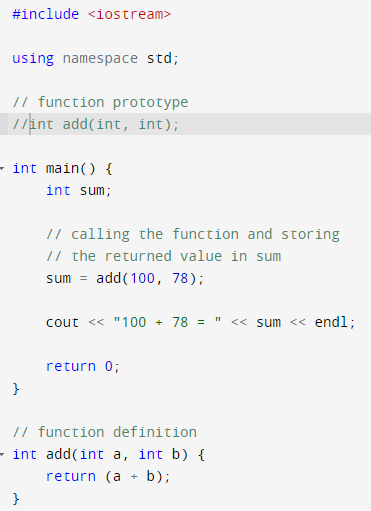 #include <iostream>
using namespace std;
// function prototype
//int add(int, int);
int main() {
int sum;
// calling the function and storing
// the returned value in sum
sum = add(100, 78);
cout << "100 + 78 = " << sum << endl;
return 0;
}
// function definition
int add(int a, int b) {
return (a + b);
}